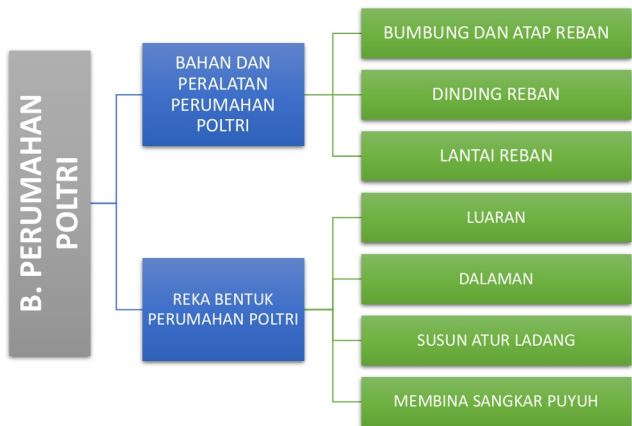 B. PERUMAHAN
POLTRI
BAHAN DAN
PERALATAN
PERUMAHAN
POLTRI
BUMBUNG DAN ATAP REBAN
DINDING REBAN
LANTAI REBAN
REKA BENTUK
PERUMAHAN POLTRI
LUARAN
DALAMAN
SUSUN ATUR LADANG
MEMBINA SANGKAR PUYUH